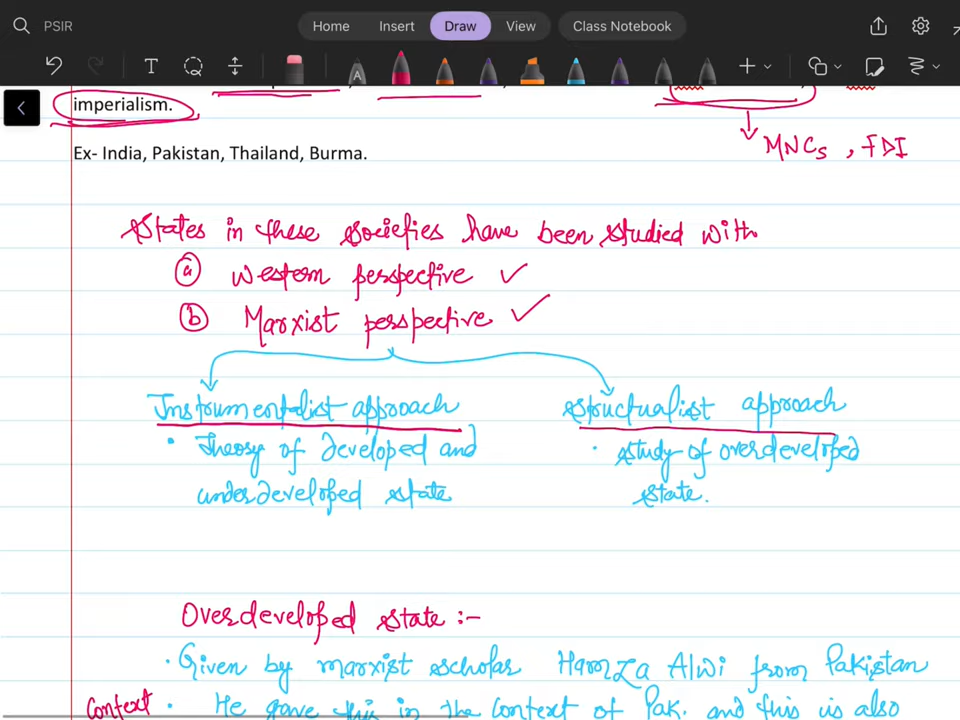 PSIR
Home Insert Draw View Class Notebook
A
imperialism.
MNCs, FDI
Ex- India, Pakistan, Thailand, Burma.
States in these societies have been studied with
(a) Western perspective ✓
(b) Marxist perspective ✓
Instrumentalist approach
Structualist approach
• Theory of developed and
• study of overdeveloped
underdeveloped state
state.
Overdeveloped state :-
• Given by marxist scholar Hamza Alwi from Pakistan
Context • He gave this in the context of Pak. and this is also